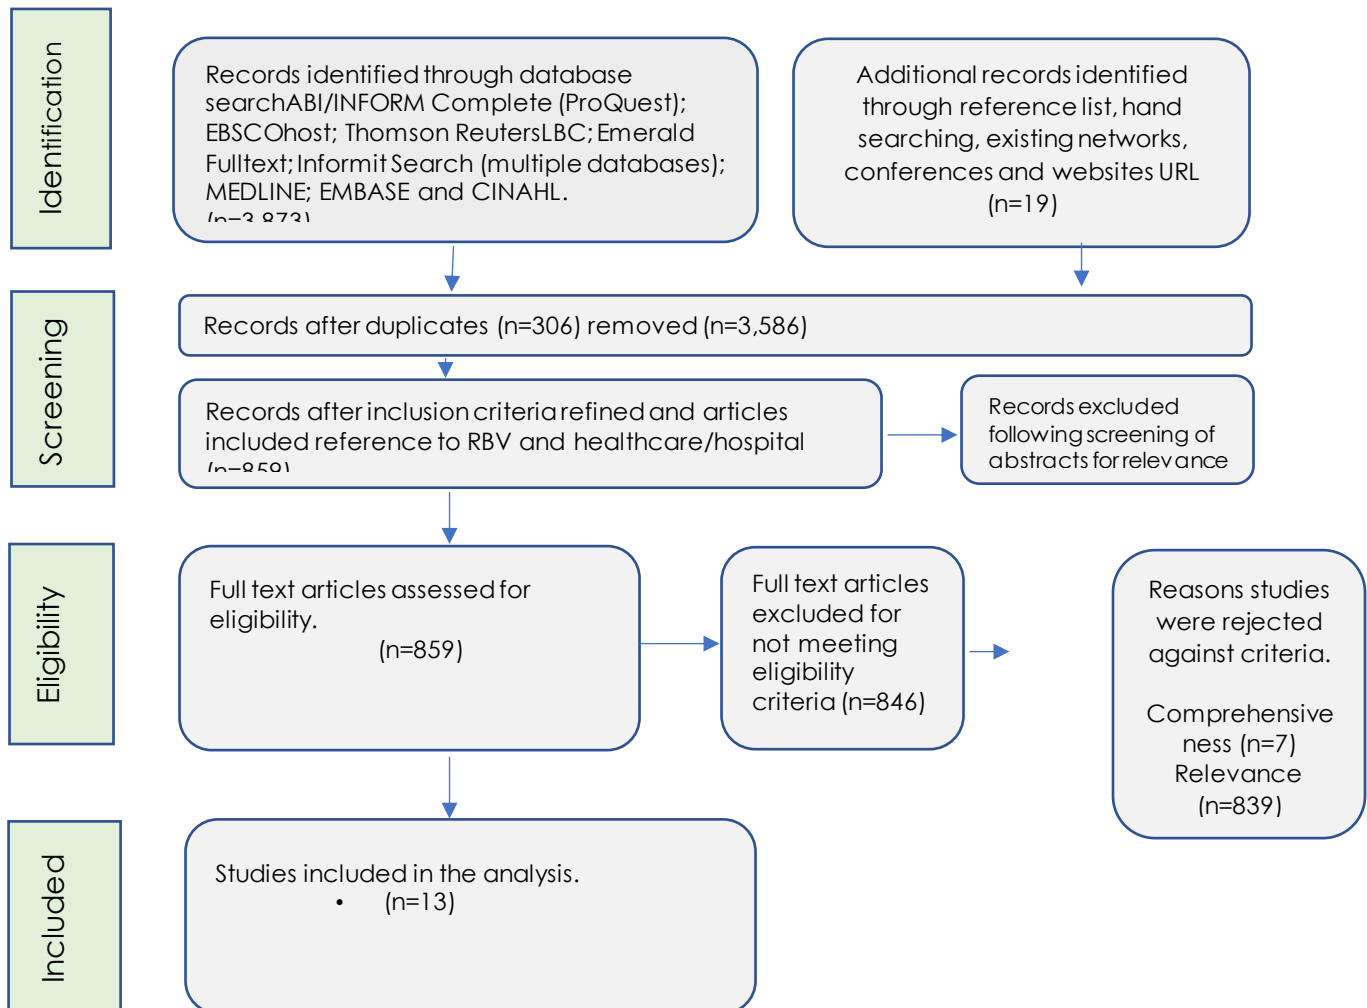 Identification
Records identified through database
searchABI/INFORM Complete (ProQuest);
EBSCOhost; Thomson ReutersLBC; Emerald
Fulltext; Informit Search (multiple databases);
MEDLINE; EMBASE and CINAHL.
(n=3,873)
Additional records identified
through reference list, hand
searching, existing networks,
conferences and websites URL
(n=19)
Screening
Records after duplicates (n=306) removed (n=3,586)
Records after inclusion criteria refined and articles
included reference to RBV and healthcare/hospital
(n=859)
Records excluded
following screening of
abstracts for relevance
Eligibility
Full text articles assessed for
eligibility.
(n=859)
Full text articles
excluded for
not meeting
eligibility
criteria (n=846)
Reasons studies
were rejected
against criteria.
Comprehensive
ness (n=7)
Relevance
(n=839)
Included
Studies included in the analysis.
• (n=13)